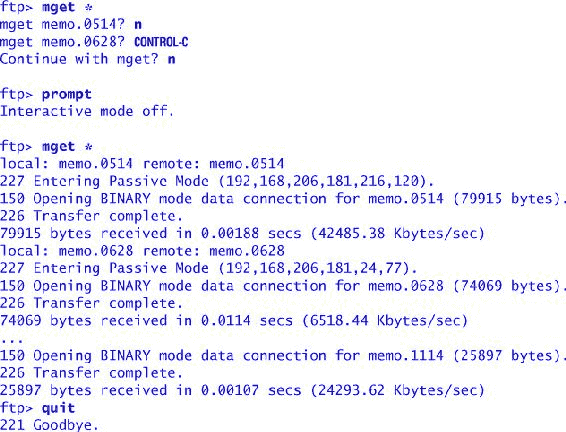 ftp> mget *
mget memo.0514? n
mget memo.0628? CONTROL-C
Continue with mget? n
ftp> prompt
Interactive mode off.
ftp> mget *
local: memo.0514 remote: memo.0514
227 Entering Passive Mode (192,168,206,181,216,120).
150 Opening BINARY mode data connection for memo.0514 (79915 bytes).
226 Transfer complete.
79915 bytes received in 0.00188 secs (42485.38 Kbytes/sec)
local: memo.0628 remote: memo.0628
227 Entering Passive Mode (192,168,206,181,24,77).
150 Opening BINARY mode data connection for memo.0628 (74069 bytes).
226 Transfer complete.
74069 bytes received in 0.0114 secs (6518.44 Kbytes/sec)
...
150 Opening BINARY mode data connection for memo.1114 (25897 bytes).
226 Transfer complete.
25897 bytes received in 0.00107 secs (24293.62 Kbytes/sec)
ftp> quit
221 Goodbye.